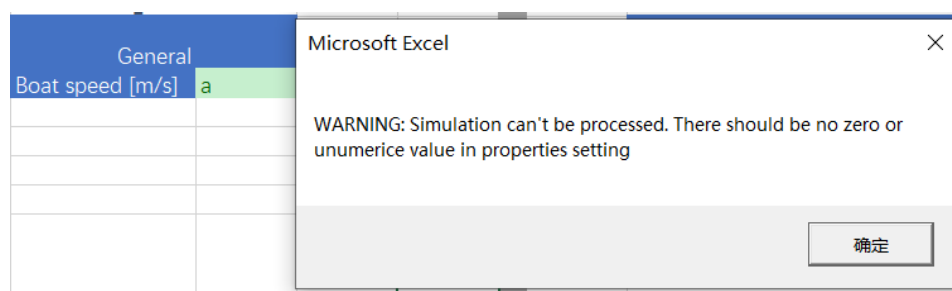 General
Boat speed [m/s] a
Microsoft Excel
WARNING: Simulation can't be processed. There should be no zero or
unumerice value in properties setting
确定